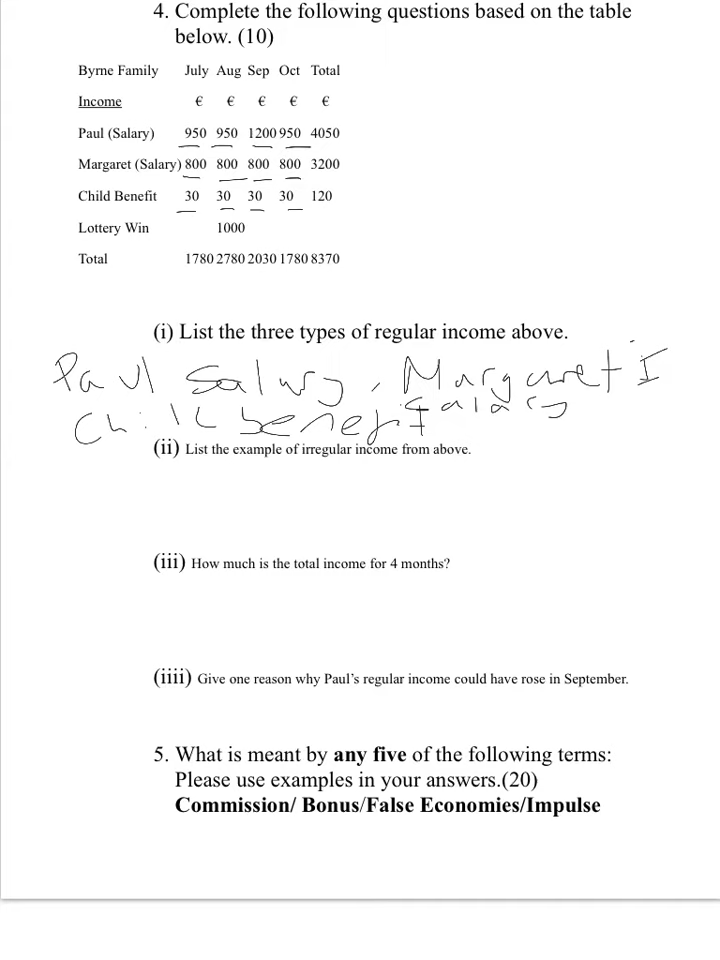 4. Complete the following questions based on the table
below. (10)
Byrne Family July Aug Sep Oct Total
Income € € € € €
Paul (Salary) 950 950 1200 950 4050
Margaret (Salary) 800 800 800 800 3200
Child Benefit 30 30 30 30 120
Lottery Win 1000
Total 1780 2780 2030 1780 8370
(i) List the three types of regular income above.
Paul Salary, Margaret
Salary
Child benefit
(ii) List the example of irregular income from above.
(iii) How much is the total income for 4 months?
(iiii) Give one reason why Paul's regular income could have rose in September.
5. What is meant by any five of the following terms:
Please use examples in your answers.(20)
Commission/ Bonus/False Economies/Impulse